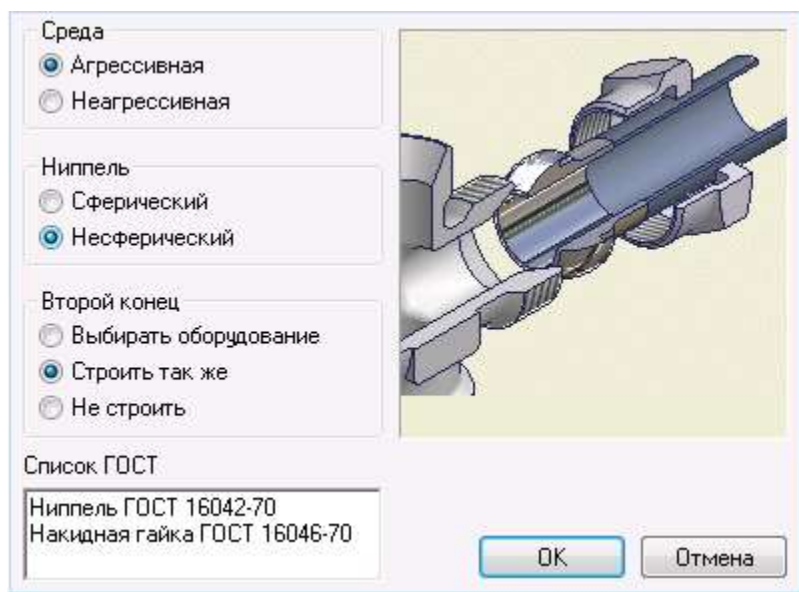 Среда
Агрессивная
Неагрессивная
Ниппель
Сферический
Несферический
Второй конец
Выбирать оборудование
Строить так же
Не строить
Список ГОСТ
Ниппель ГОСТ 16042-70
Накидная гайка ГОСТ 16046-70
OK
Отмена